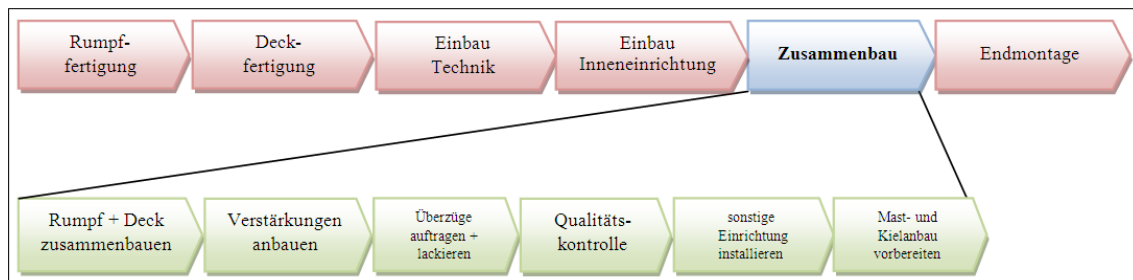 Rumpf-
fertigung
Deck-
fertigung
Einbau
Technik
Einbau
Inneneinrichtung
Zusammenbau
Endmontage
Rumpf + Deck
zusammenbauen
Verstärkungen
anbauen
Überzüge
auftragen +
lackieren
Qualitäts-
kontrolle
sonstige
Einrichtung
installieren
Mast- und
Kielanbau
vorbereiten